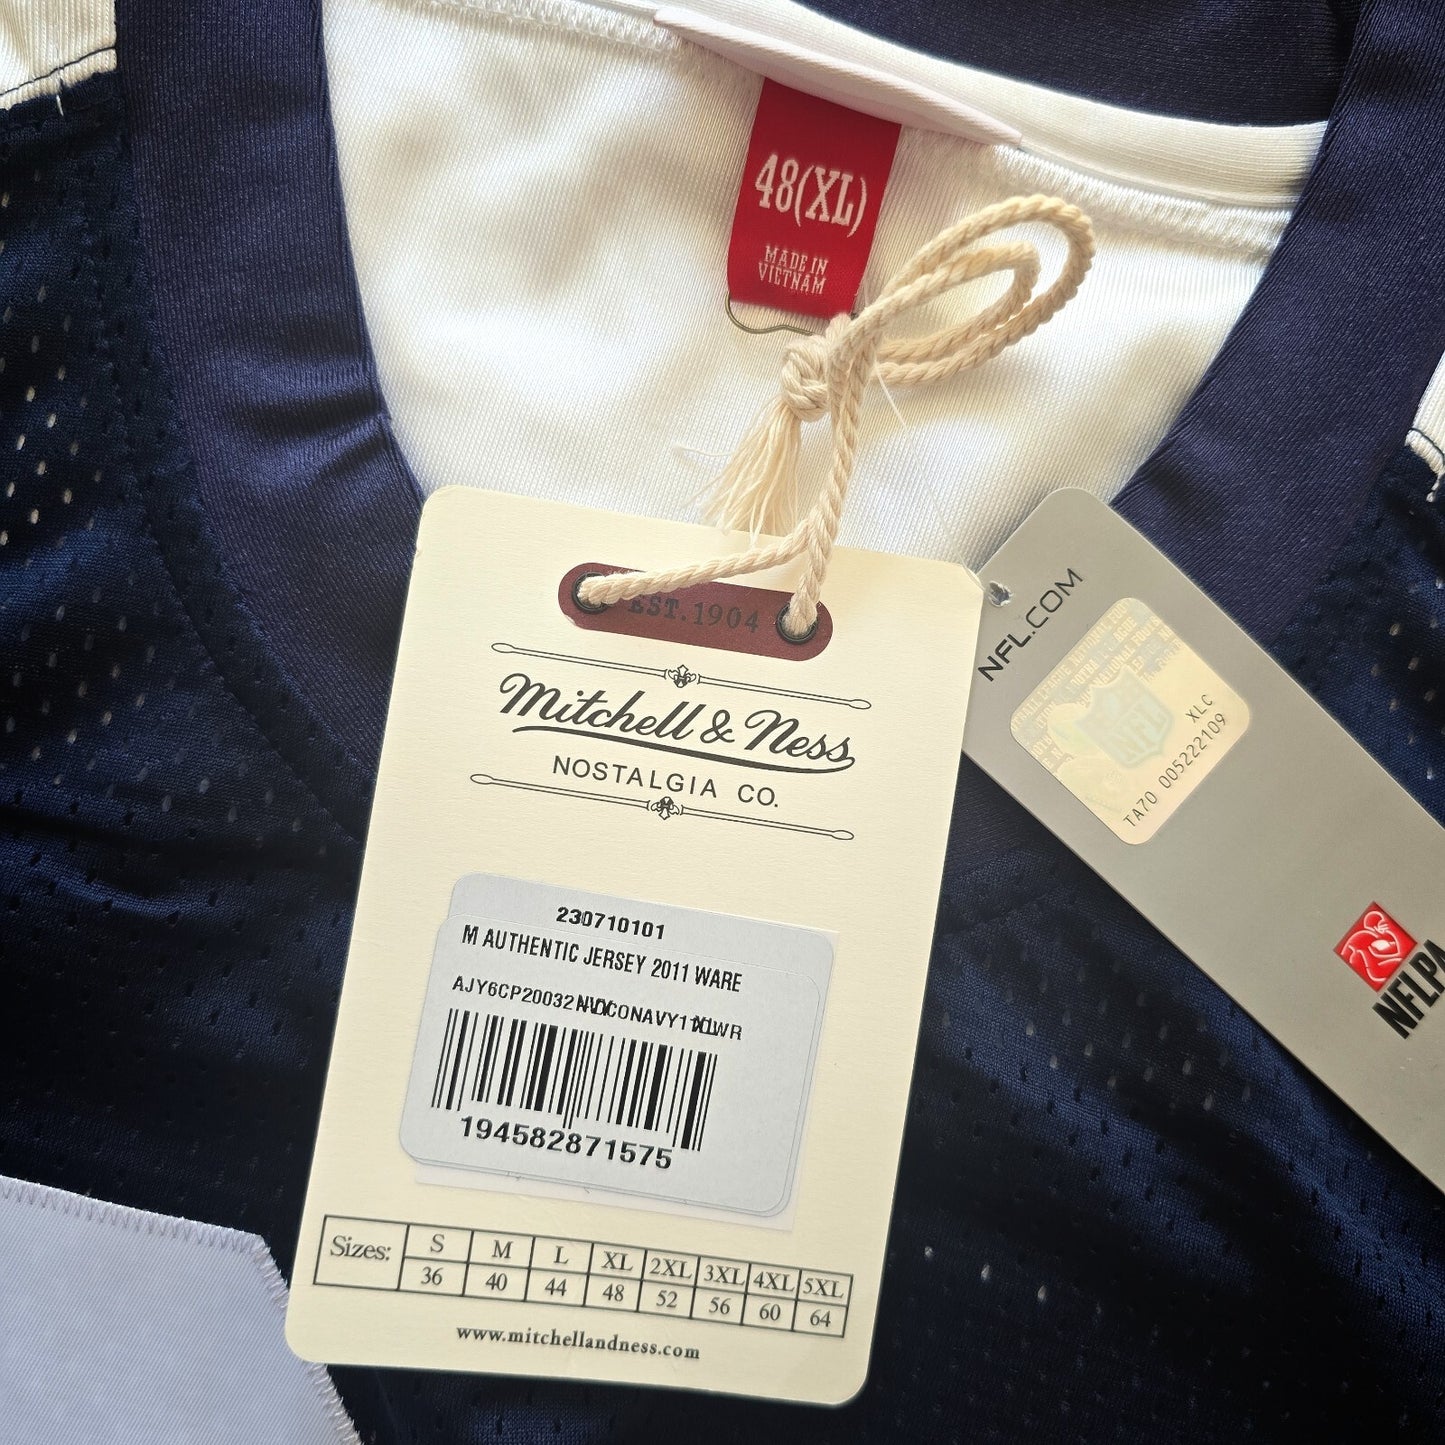 48(XL)
MADE IN
VIETNAM
EST. 1904
Mitchell & Ness
NOSTALGIA CO.
230710101
M AUTHENTIC JERSEY 2011 WARE
194582871575
Sizes: S M L XL 2XL 3XL 4XL 5XL
36 40 44 48 52 56 60 64
www.mitchellandness.com
NFL.COM
NFL
XLC
TA70 005222109
NFLPA